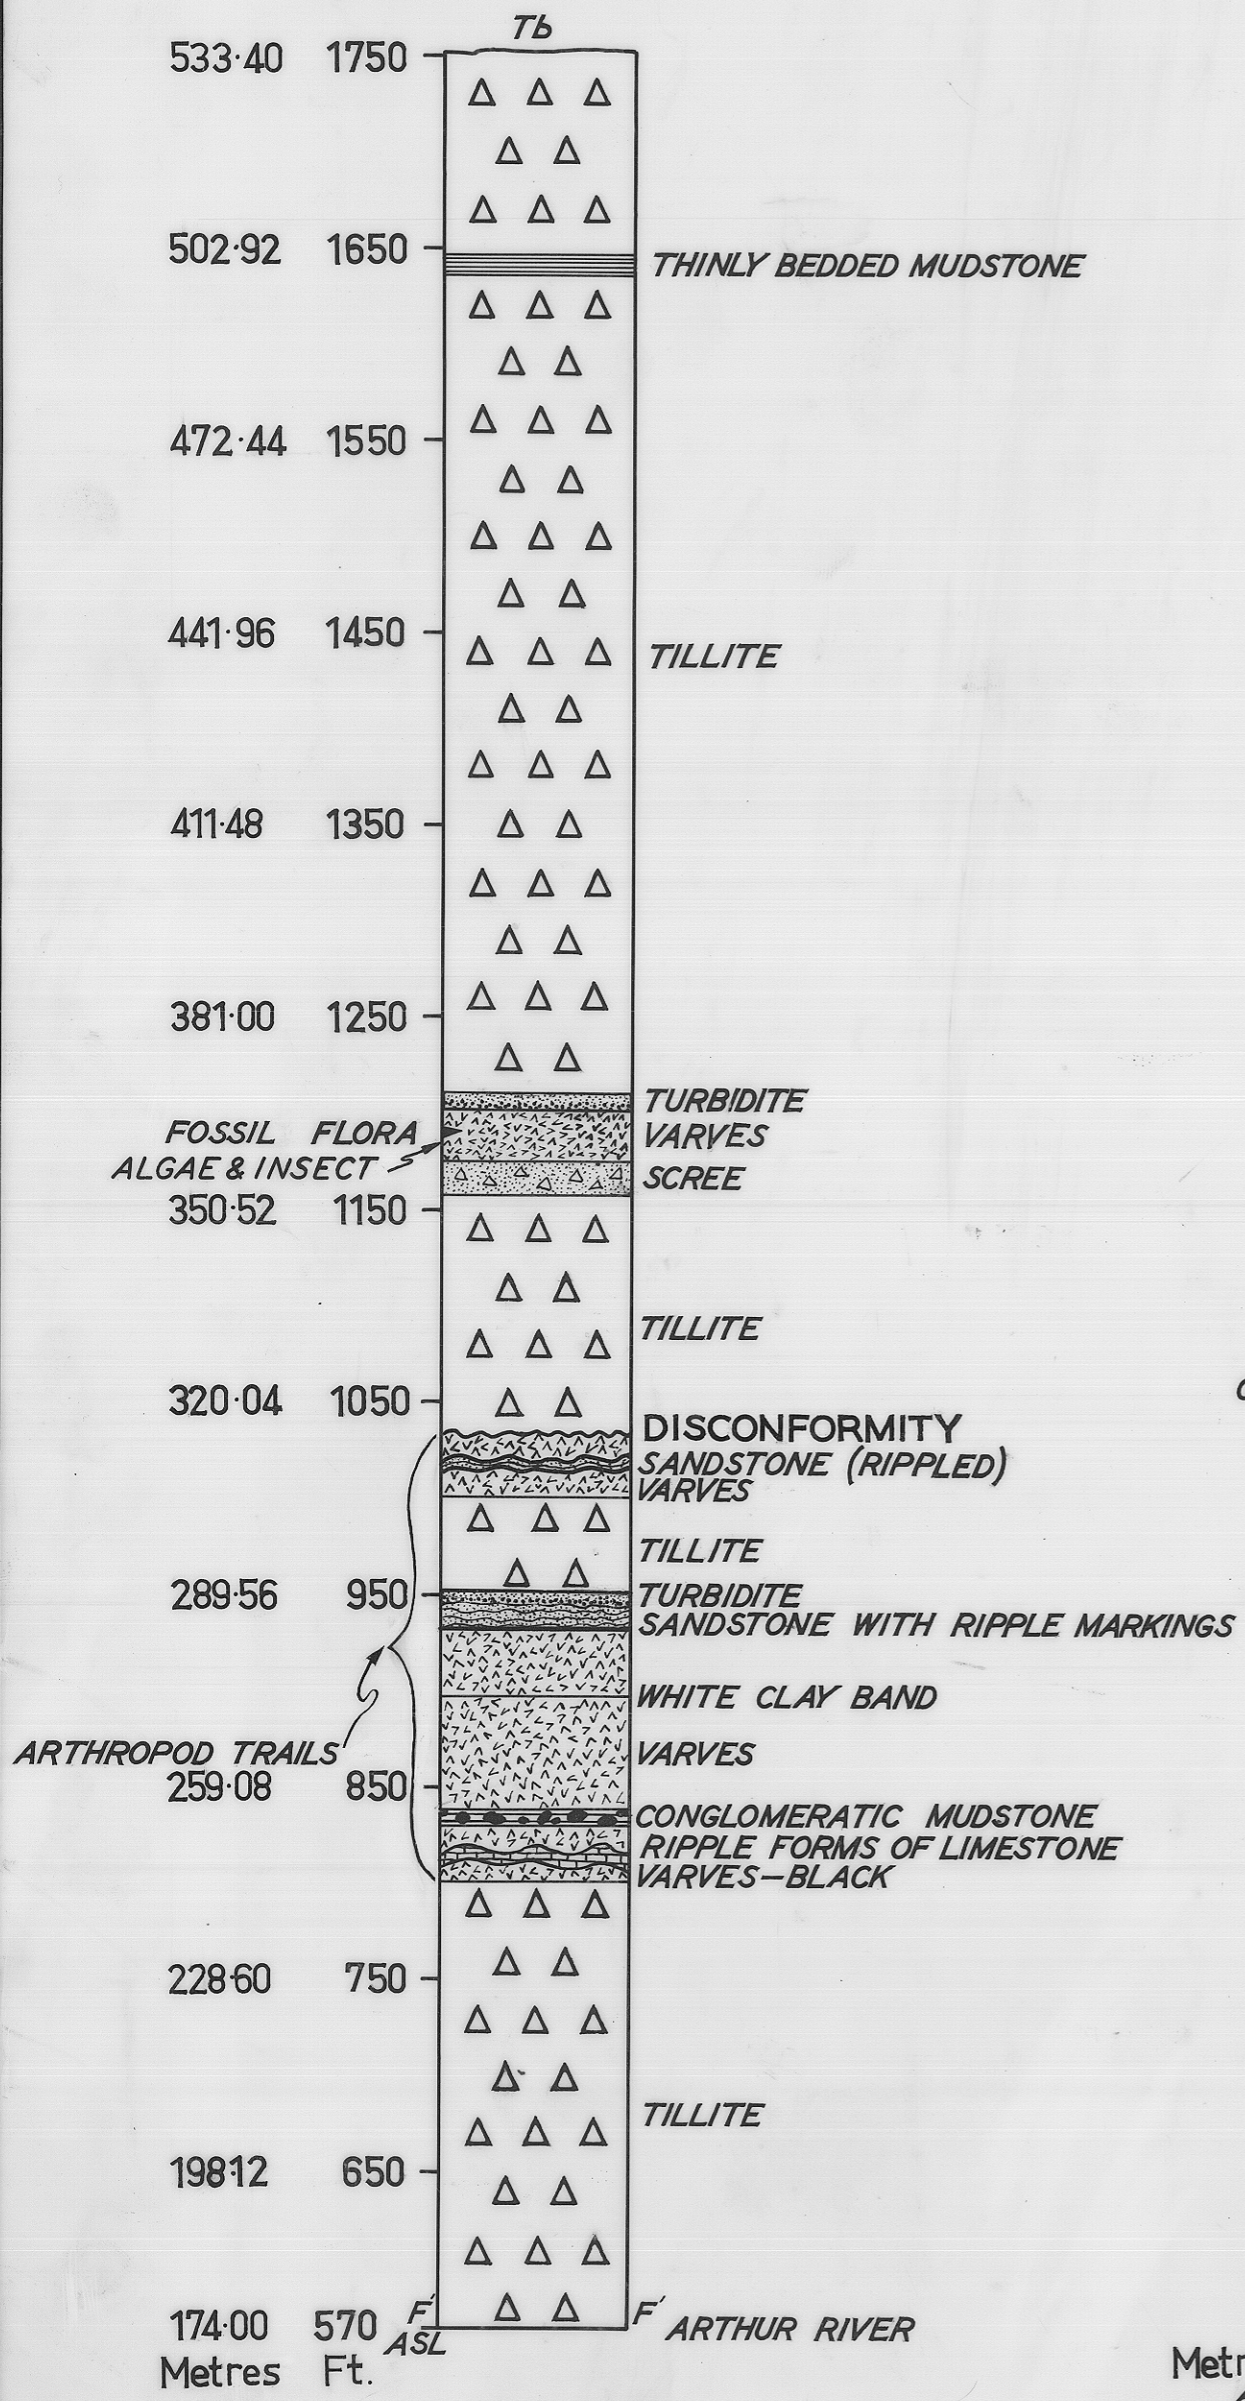 Tb
533·40 1750
502·92 1650
THINLY BEDDED MUDSTONE
472·44 1550
441·96 1450
TILLITE
411·48 1350
381·00 1250
TURBIDITE
FOSSIL FLORA
VARVES
ALGAE & INSECT
SCREE
350·52 1150
TILLITE
320·04 1050
DISCONFORMITY
SANDSTONE (RIPPLED)
VARVES
TILLITE
289·56 950
TURBIDITE
SANDSTONE WITH RIPPLE MARKINGS
WHITE CLAY BAND
ARTHROPOD TRAILS
VARVES
259·08 850
CONGLOMERATIC MUDSTONE
RIPPLE FORMS OF LIMESTONE
VARVES-BLACK
228·60 750
TILLITE
198·12 650
174·00 570 F' F' ARTHUR RIVER
ASL
Metres Ft.
Metr